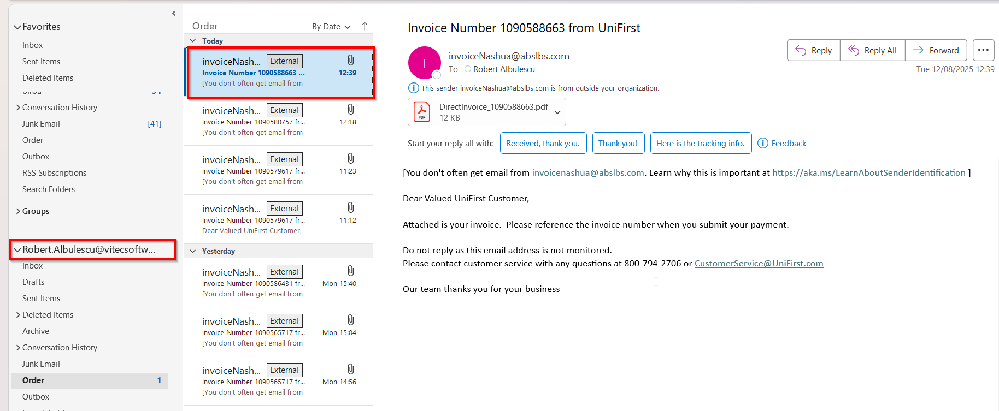 Favorites
Inbox
Sent Items
Deleted Items
Conversation History
Junk Email [41]
Order
Outbox
RSS Subscriptions
Search Folders
Groups
Robert.Albulescu@vitecsoftw...
Inbox
Drafts
Sent Items
Deleted Items
Archive
Conversation History
Junk Email
Order 1
Outbox
Order By Date
Today
invoiceNash... External
Invoice Number 1090588663 ... 12:39
[You don't often get email from
invoiceNash... External
Invoice Number 1090580757 fr... 12:18
[You don't often get email from
invoiceNash... External
Invoice Number 1090579617 fr... 11:23
[You don't often get email from
invoiceNash... External
Invoice Number 1090579617 fr... 11:12
Dear Valued UniFirst Customer,
Yesterday
invoiceNash... External
Invoice Number 1090586431 fr... Mon 15:40
[You don't often get email from
invoiceNash... External
Invoice Number 1090565717 fr... Mon 15:04
[You don't often get email from
invoiceNash... External
Invoice Number 1090565717 fr... Mon 14:56
[You don't often get email from
Invoice Number 1090588663 from UniFirst
I
invoiceNashua@abslbs.com
To Robert Albulescu
Reply Reply All Forward ...
Tue 12/08/2025 12:39
This sender invoiceNashua@abslbs.com is from outside your organization.
PDF
DirectInvoice_1090588663.pdf
12 KB
Start your reply all with: Received, thank you. Thank you! Here is the tracking info. Feedback
[You don't often get email from invoicenashua@abslbs.com. Learn why this is important at https://aka.ms/LearnAboutSenderIdentification ]
Dear Valued UniFirst Customer,
Attached is your invoice.  Please reference the invoice number when you submit your payment.
Do not reply as this email address is not monitored.
Please contact customer service with any questions at 800-794-2706 or CustomerService@UniFirst.com
Our team thanks you for your business